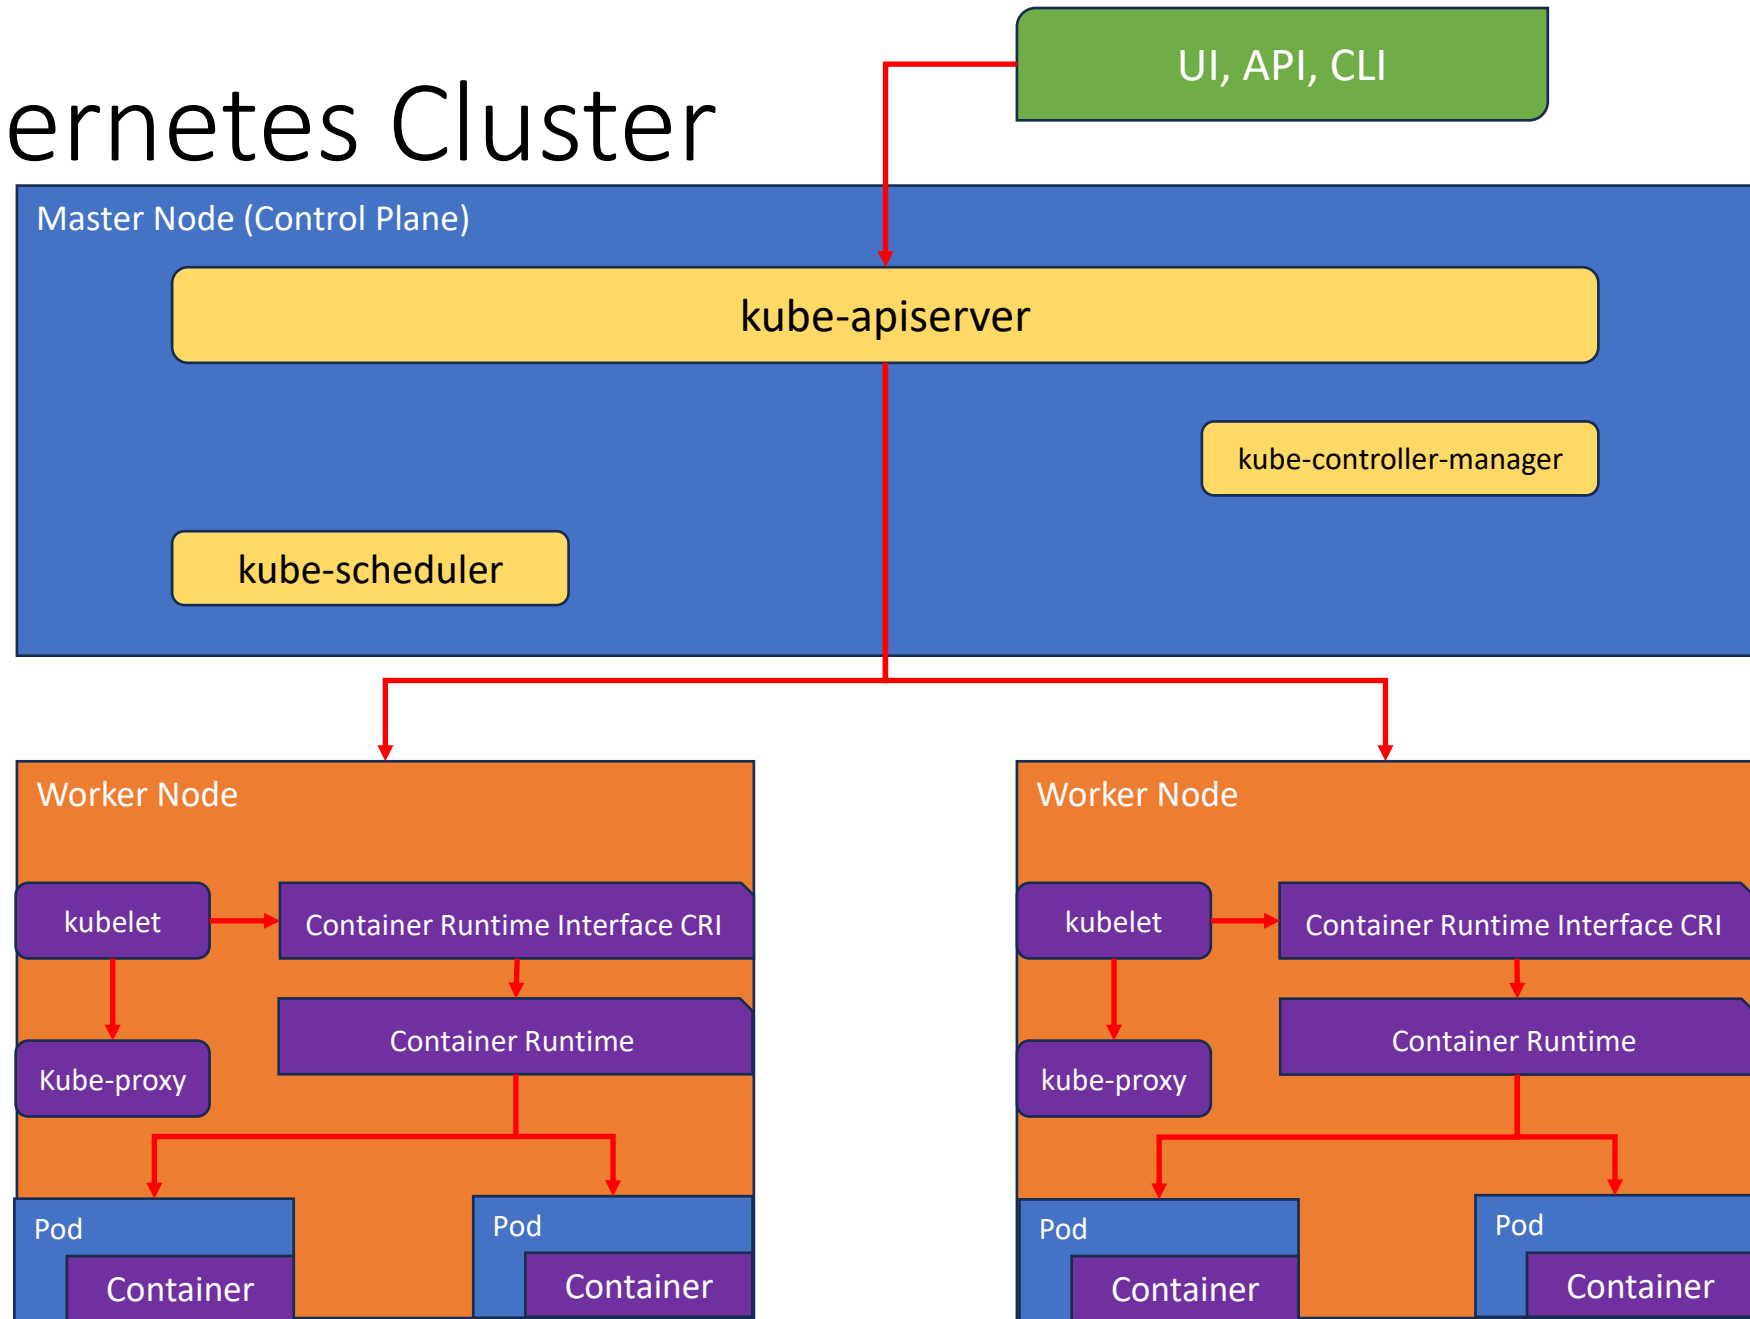 UI, API, CLI
ernetes Cluster
Master Node (Control Plane)
kube-apiserver
kube-controller-manager
kube-scheduler
Worker Node
kubelet
Container Runtime Interface CRI
Container Runtime
Kube-proxy
Pod
Container
Pod
Container
Worker Node
kubelet
Container Runtime Interface CRI
Container Runtime
kube-proxy
Pod
Container
Pod
Container